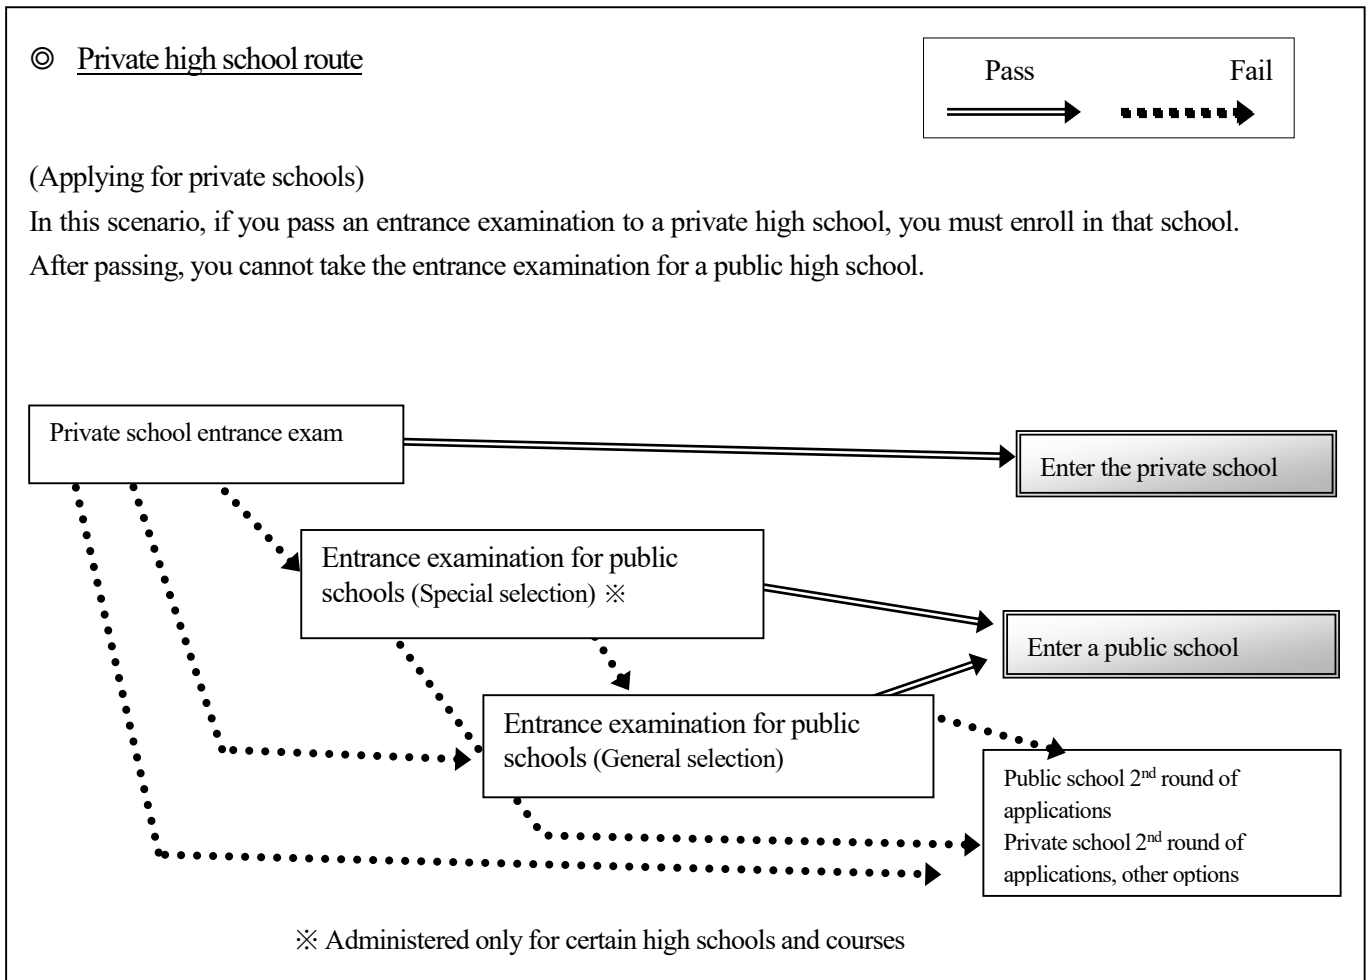 ◎ Private high school route
Pass Fail
(Applying for private schools)
In this scenario, if you pass an entrance examination to a private high school, you must enroll in that school.
After passing, you cannot take the entrance examination for a public high school.
Private school entrance exam
Enter the private school
Entrance examination for public
schools (Special selection) ※
Enter a public school
Entrance examination for public
schools (General selection)
Public school 2nd round of
applications
Private school 2nd round of
applications, other options
※ Administered only for certain high schools and courses